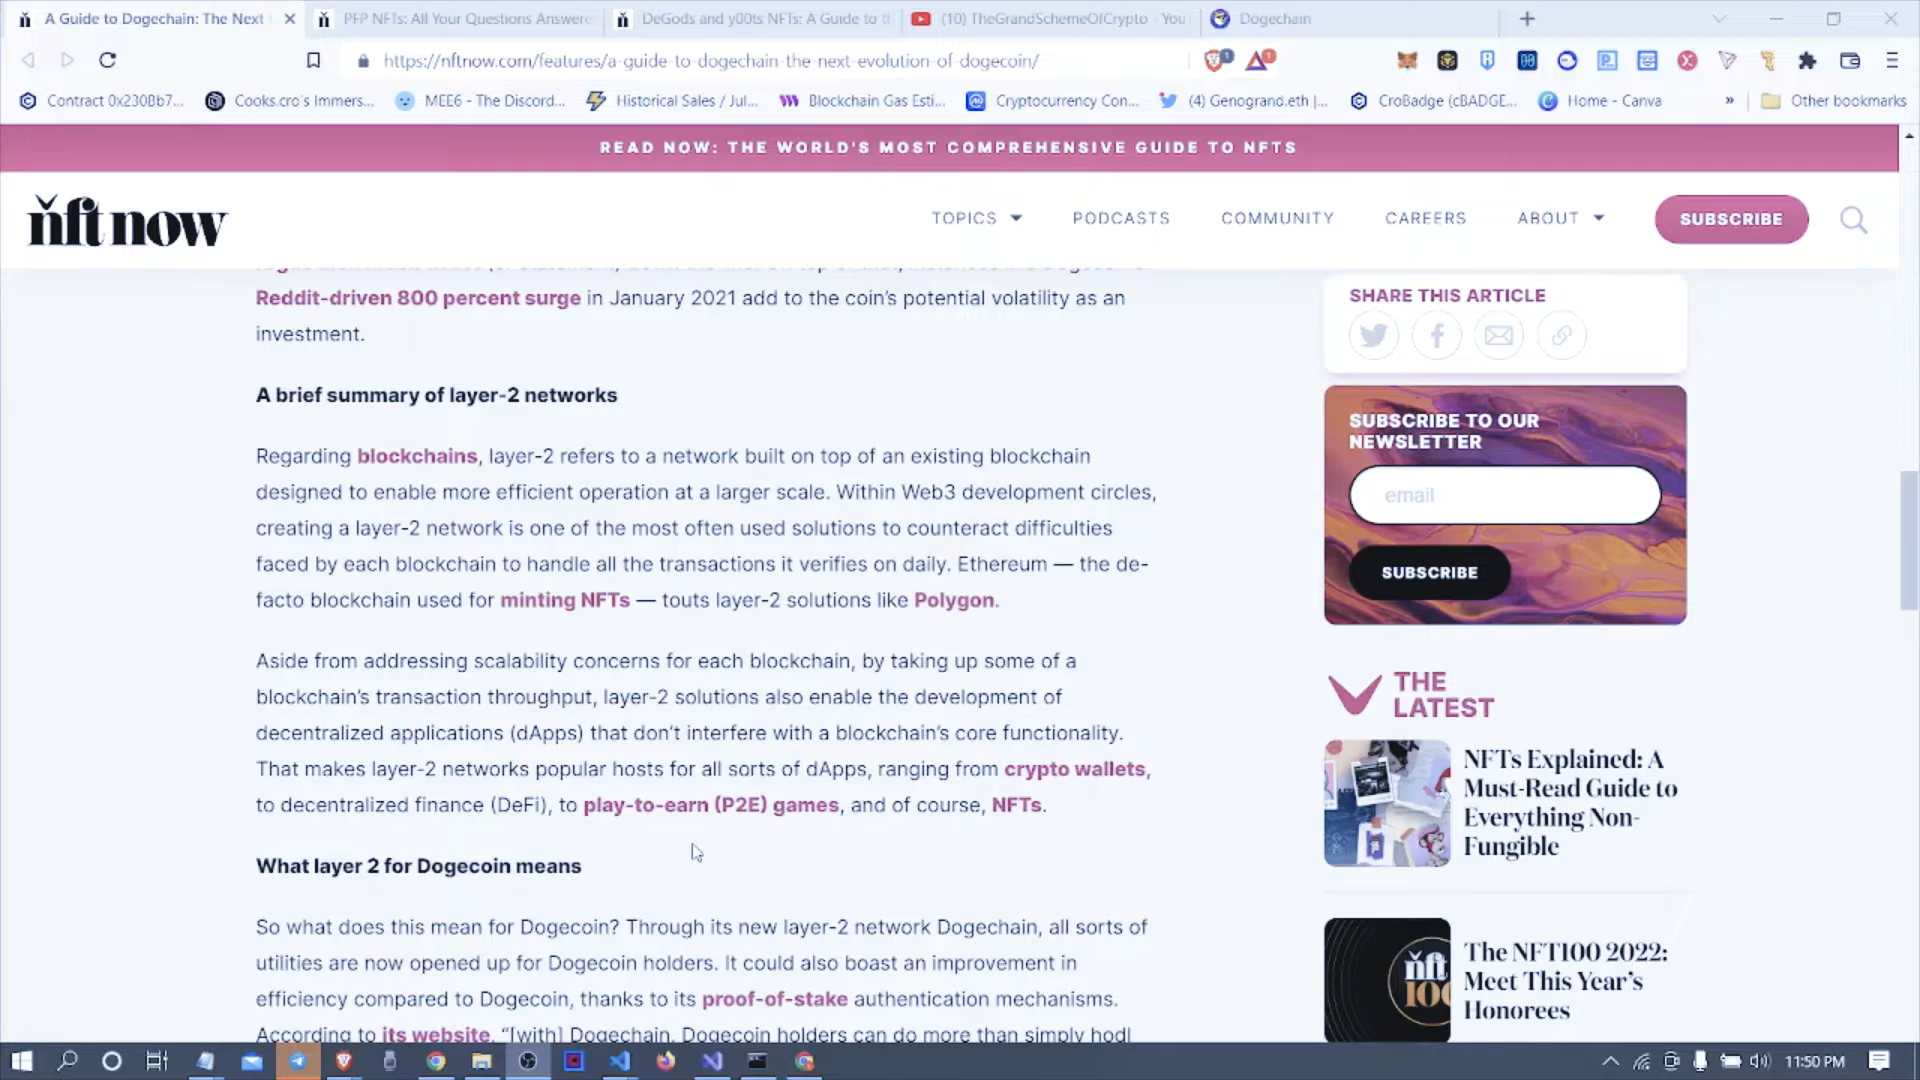 A Guide to Dogechain: The Next
PFP NFTs: All Your Questions Answere
DeGods and y00ts NFTs: A Guide to t
(10) TheGrandSchemeOfCrypto - You
Dogechain
https://nftnow.com/features/a-guide-to-dogechain-the-next-evolution-of-dogecoin/
Contract 0x230Bb7...
Cooks.cro's Immers...
MEE6 - The Discord...
Historical Sales / Jul...
Blockchain Gas Esti...
Cryptocurrency Con...
(4) Genogrand.eth |...
CroBadge (cBADGE...
Home - Canva
Other bookmarks
READ NOW: THE WORLD'S MOST COMPREHENSIVE GUIDE TO NFTS
nft now
TOPICS
PODCASTS
COMMUNITY
CAREERS
ABOUT
SUBSCRIBE
Reddit-driven 800 percent surge in January 2021 add to the coin's potential volatility as an
investment.
A brief summary of layer-2 networks
Regarding blockchains, layer-2 refers to a network built on top of an existing blockchain
designed to enable more efficient operation at a larger scale. Within Web3 development circles,
creating a layer-2 network is one of the most often used solutions to counteract difficulties
faced by each blockchain to handle all the transactions it verifies on daily. Ethereum — the de-
facto blockchain used for minting NFTs — touts layer-2 solutions like Polygon.
Aside from addressing scalability concerns for each blockchain, by taking up some of a
blockchain's transaction throughput, layer-2 solutions also enable the development of
decentralized applications (dApps) that don't interfere with a blockchain's core functionality.
That makes layer-2 networks popular hosts for all sorts of dApps, ranging from crypto wallets,
to decentralized finance (DeFi), to play-to-earn (P2E) games, and of course, NFTs.
What layer 2 for Dogecoin means
So what does this mean for Dogecoin? Through its new layer-2 network Dogechain, all sorts of
utilities are now opened up for Dogecoin holders. It could also boast an improvement in
efficiency compared to Dogecoin, thanks to its proof-of-stake authentication mechanisms.
According to its website, “[with] Dogechain, Dogecoin holders can do more than simply hodl
SHARE THIS ARTICLE
SUBSCRIBE TO OUR
NEWSLETTER
email
SUBSCRIBE
THE
LATEST
NFTs Explained: A
Must-Read Guide to
Everything Non-
Fungible
nft
100
The NFT100 2022:
Meet This Year's
Honorees
11:50 PM